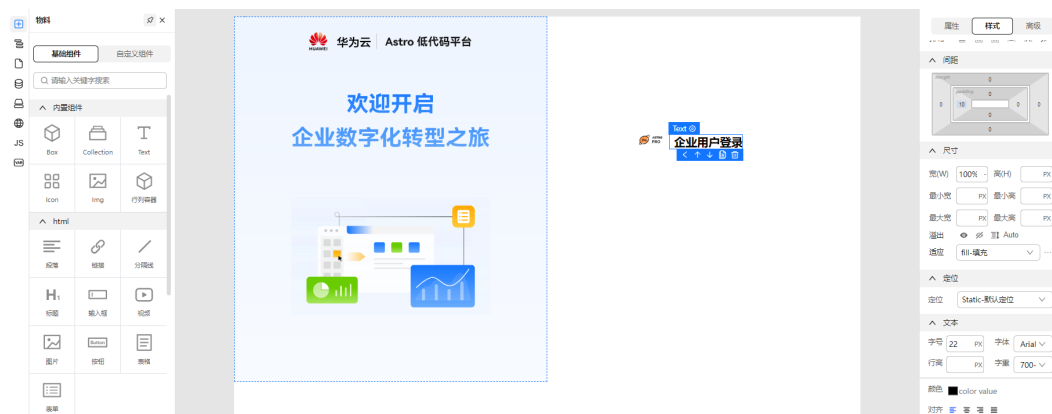 物料
基础组件
自定义组件
请输入关键字搜索
内置组件
Box
Collection
Text
Icon
Img
行列容器
html
段落
链接
分隔线
H₁
标题
输入框
视频
图片
Button
按钮
表格
表单
JS
VAR
HUAWEI
华为云
Astro 低代码平台
欢迎开启
企业数字化转型之旅
ASTRO
PRO
Text
企业用户登录
属性
样式
高级
间距
margin
0
padding
0
0
10
0
0
0
0
尺寸
宽(W)
100%
-
高(H)
PX
最小宽
PX
最小高
PX
最大宽
PX
最大高
PX
溢出
Auto
适应
fill-填充
定位
定位
Static-默认定位
文本
字号
22
PX
字体
Arial
行高
PX
字重
700-
颜色
color value
对齐